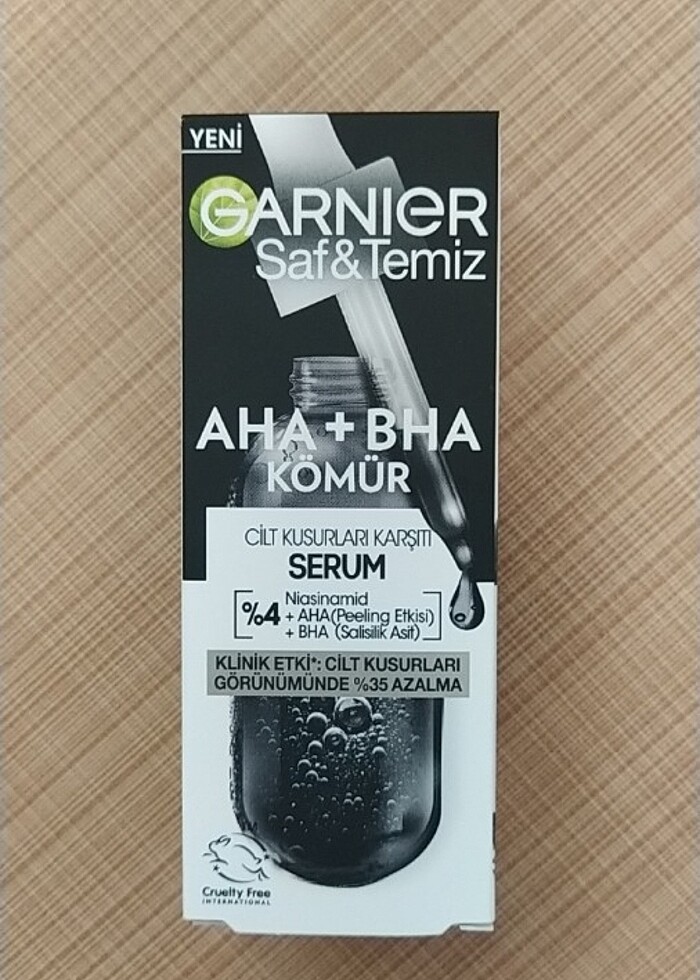 YENİ
GARNIER
Saf&Temiz
AHA + BHA
KÖMÜR
CİLT KUSURLARI KARŞITI
SERUM
%4 Niasinamid
+ AHA (Peeling Etkisi)
+ BHA (Salisilik Asit)
KLİNİK ETKİ*: CİLT KUSURLARI
GÖRÜNÜMÜNDE %35 AZALMA
Cruelty Free
INTERNATIONAL